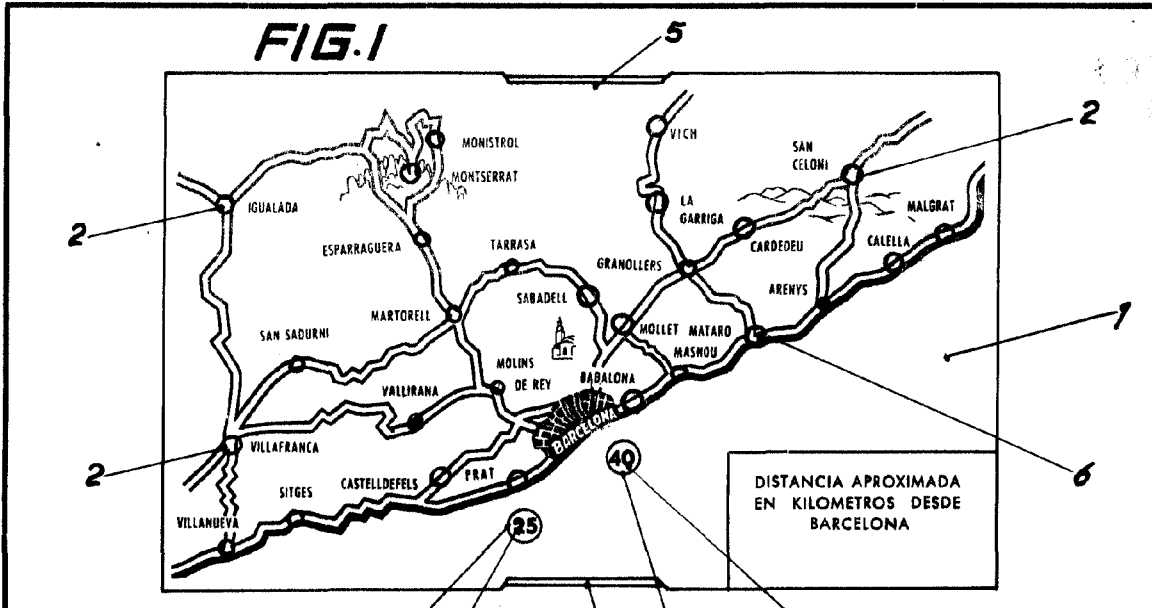 FIG.1
5
2
VICH
MONISTROL
SAN
CELONI
MONTSERRAT
IGUALADA
LA
GARRIGA
MALGRAT
2
CARDEDEU
ESPARRAGUERA
TARRASA
CALELLA
GRANOLLERS
ARENYS
SABADELL
MARTORELL
1
MOLLET
MATARO
SAN SADURNI
MASNOU
MOLINS
DE REY
BABALONA
VALLIRANA
BARCELONA
VILLAFRANCA
40
2
6
PRAT
CASTELLDEFELS
DISTANCIA APROXIMADA
EN KILOMETROS DESDE
BARCELONA
SITGES
VILLANUEVA
25